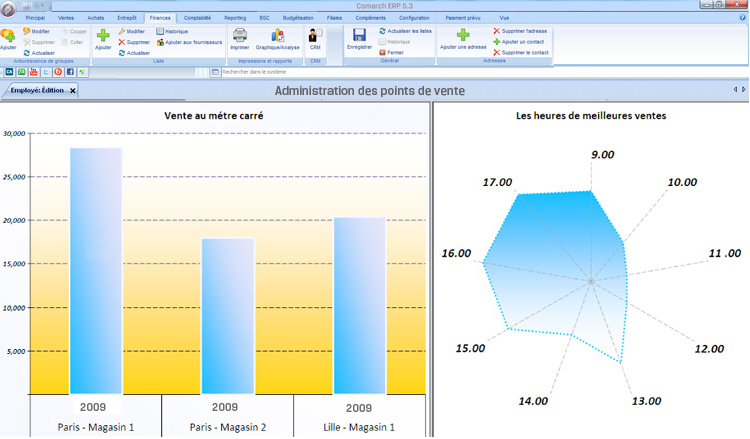 Comarch ERP 5.3
Principal Ventes Achats Entrepôt Finances Comptabilité Reporting BSC Budgétisation Filiales Compléments Configuration Paiement prévu Vue
Ajouter Modifier Supprimer Actualiser Couper Coller
Arborescence de groupes
Ajouter Modifier Supprimer Actualiser Historique Ajouter aux fournisseurs
Liste
Imprimer Graphique/Analyse
Impressions et rapports
CRM
CRM
Enregistrer Actualiser les listes Historique Fermer
Général
Ajouter une adresse Supprimer l'adresse Ajouter un contact Supprimer le contact
Adresses
Rechercher dans le système
Employé: Édition
Administration des points de vente
Vente au métre carré
30,000
25,000
20,000
15,000
10,000
5,000
2009 2009 2009
Paris - Magasin 1 Paris - Magasin 2 Lille - Magasin 1
Les heures de meilleures ventes
9.00
10.00
11 .00
12.00
13.00
14.00
15.00
16.00
17.00